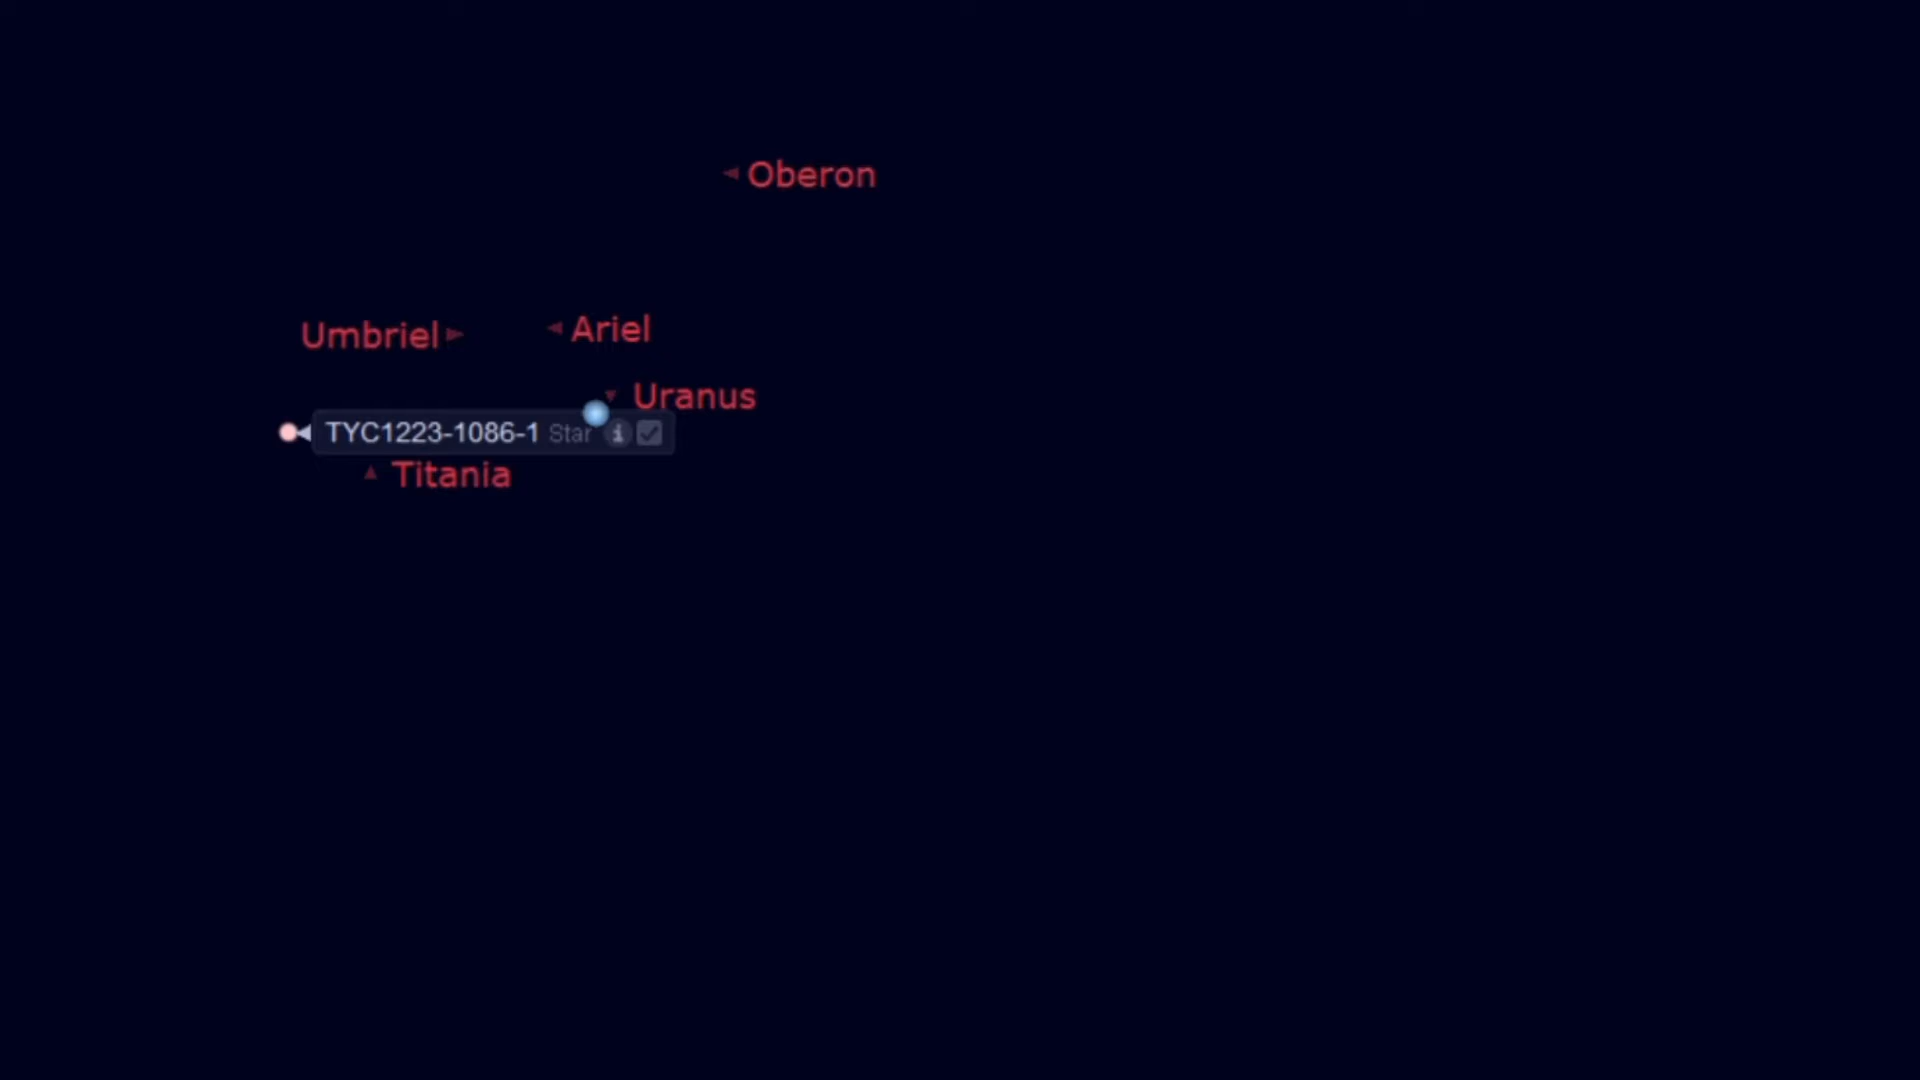 Oberon
Umbriel
Ariel
Uranus
TYC1223-1086-1 Star
Titania